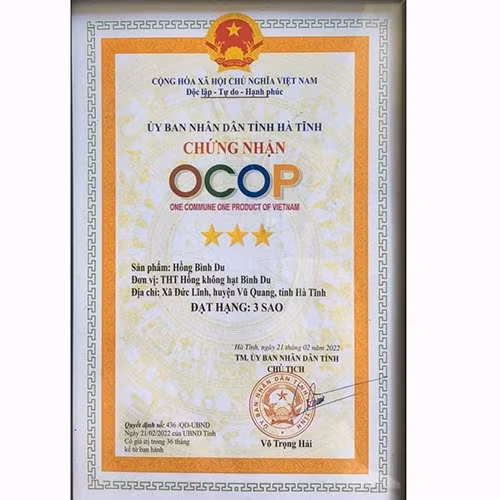 CỘNG HÒA XÃ HỘI CHỦ NGHĨA VIỆT NAM
Độc lập - Tự do - Hạnh phúc
ỦY BAN NHÂN DÂN TỈNH HÀ TĨNH
CHỨNG NHẬN
OCOP
ONE COMMUNE ONE PRODUCT OF VIETNAM
Sản phẩm: Hồng Bình Du
Đơn vị: THT Hồng không hạt Bình Du
Địa chỉ: Xã Đức Lĩnh, huyện Vũ Quang, tỉnh Hà Tĩnh
ĐẠT HẠNG: 3 SAO
Hà Tĩnh, ngày 21 tháng 02 năm 2022
TM. ỦY BAN NHÂN DÂN TỈNH
CHỦ TỊCH
ỦY BAN NHÂN DÂN TỈNH
Võ Trọng Hải
Quyết định số: 436 /QĐ-UBND
Ngày 21/02/2022 của UBND Tỉnh
Có giá trị trong 36 tháng
kể từ ban hành